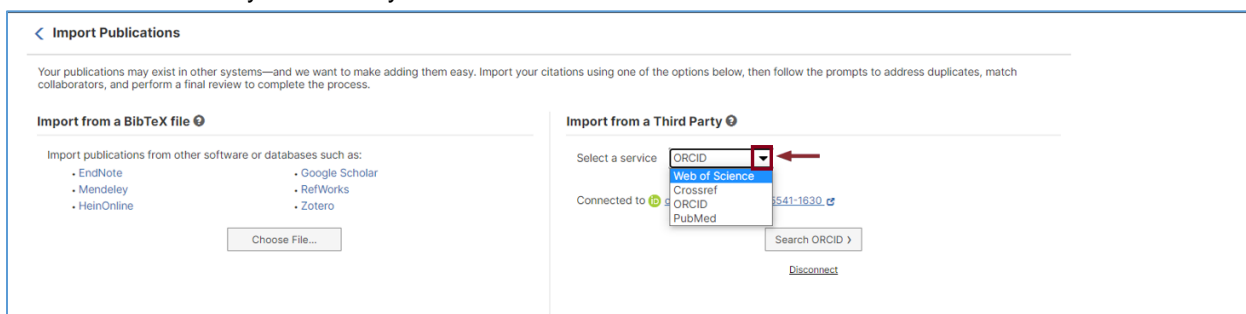 Import Publications
Your publications may exist in other systems—and we want to make adding them easy. Import your citations using one of the options below, then follow the prompts to address duplicates, match
collaborators, and perform a final review to complete the process.
Import from a BibTeX file
Import publications from other software or databases such as:
• EndNote
• Mendeley
• HeinOnline
• Google Scholar
• RefWorks
• Zotero
Choose File...
Import from a Third Party
Select a service ORCID
Web of Science
Crossref
ORCID
PubMed
Connected to iD 5541-1630
Search ORCID ›
Disconnect